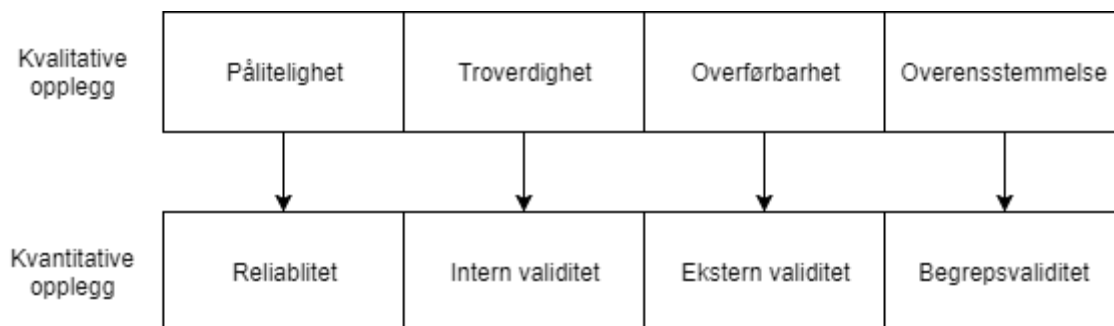 Kvalitative
opplegg
Pålitelighet
Troverdighet
Overførbarhet
Overensstemmelse
Kvantitative
opplegg
Reliablitet
Intern validitet
Ekstern validitet
Begrepsvaliditet